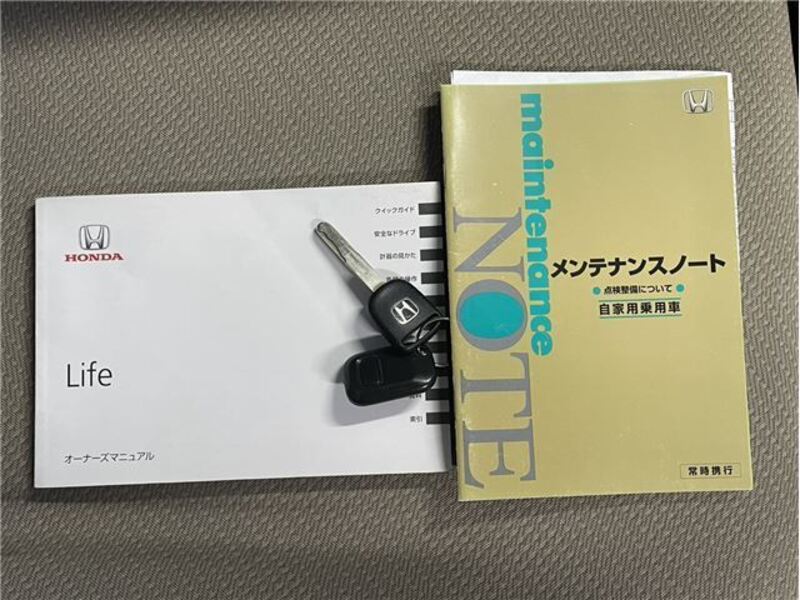 HONDA
Life
オーナーズマニュアル
クイックガイド
安全なドライブ
計器の見かた
索引
maintenance
NOTE
メンテナンスノート
点検整備について
自家用乗用車
常時携行